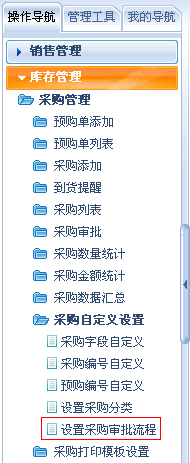 操作导航 管理工具 我的导航
销售管理
库存管理
采购管理
预购单添加
预购单列表
采购添加
到货提醒
采购列表
采购审批
采购数量统计
采购金额统计
采购数据汇总
采购自定义设置
采购字段自定义
采购编号自定义
预购编号自定义
设置采购分类
设置采购审批流程
采购打印模板设置